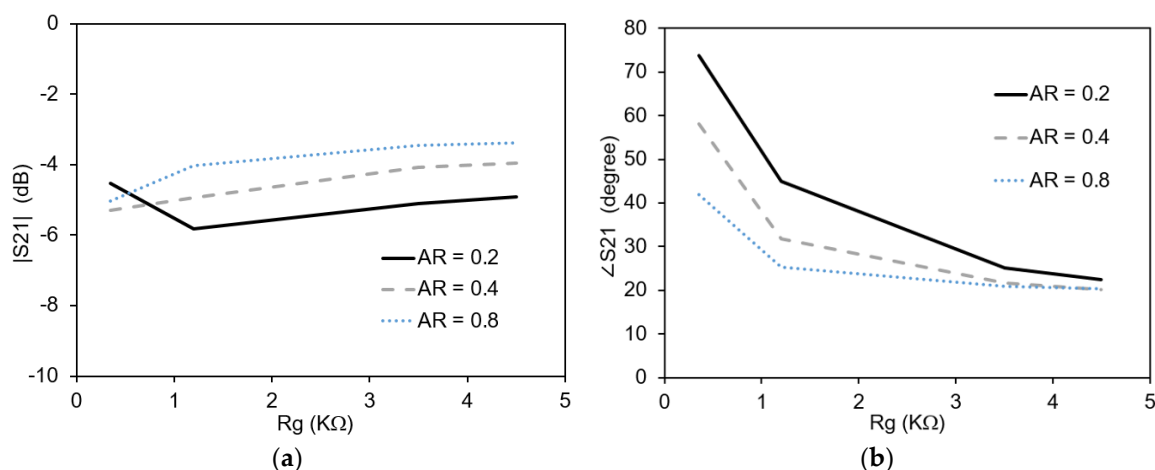 0
-2
-4
-6
-8
-10
|S21| (dB)
AR = 0.2
AR = 0.4
AR = 0.8
0 1 2 3 4 5
Rg (KΩ)
(a)
80
70
60
50
40
30
20
10
0
∠S21 (degree)
AR = 0.2
AR = 0.4
AR = 0.8
0 1 2 3 4 5
Rg (KΩ)
(b)